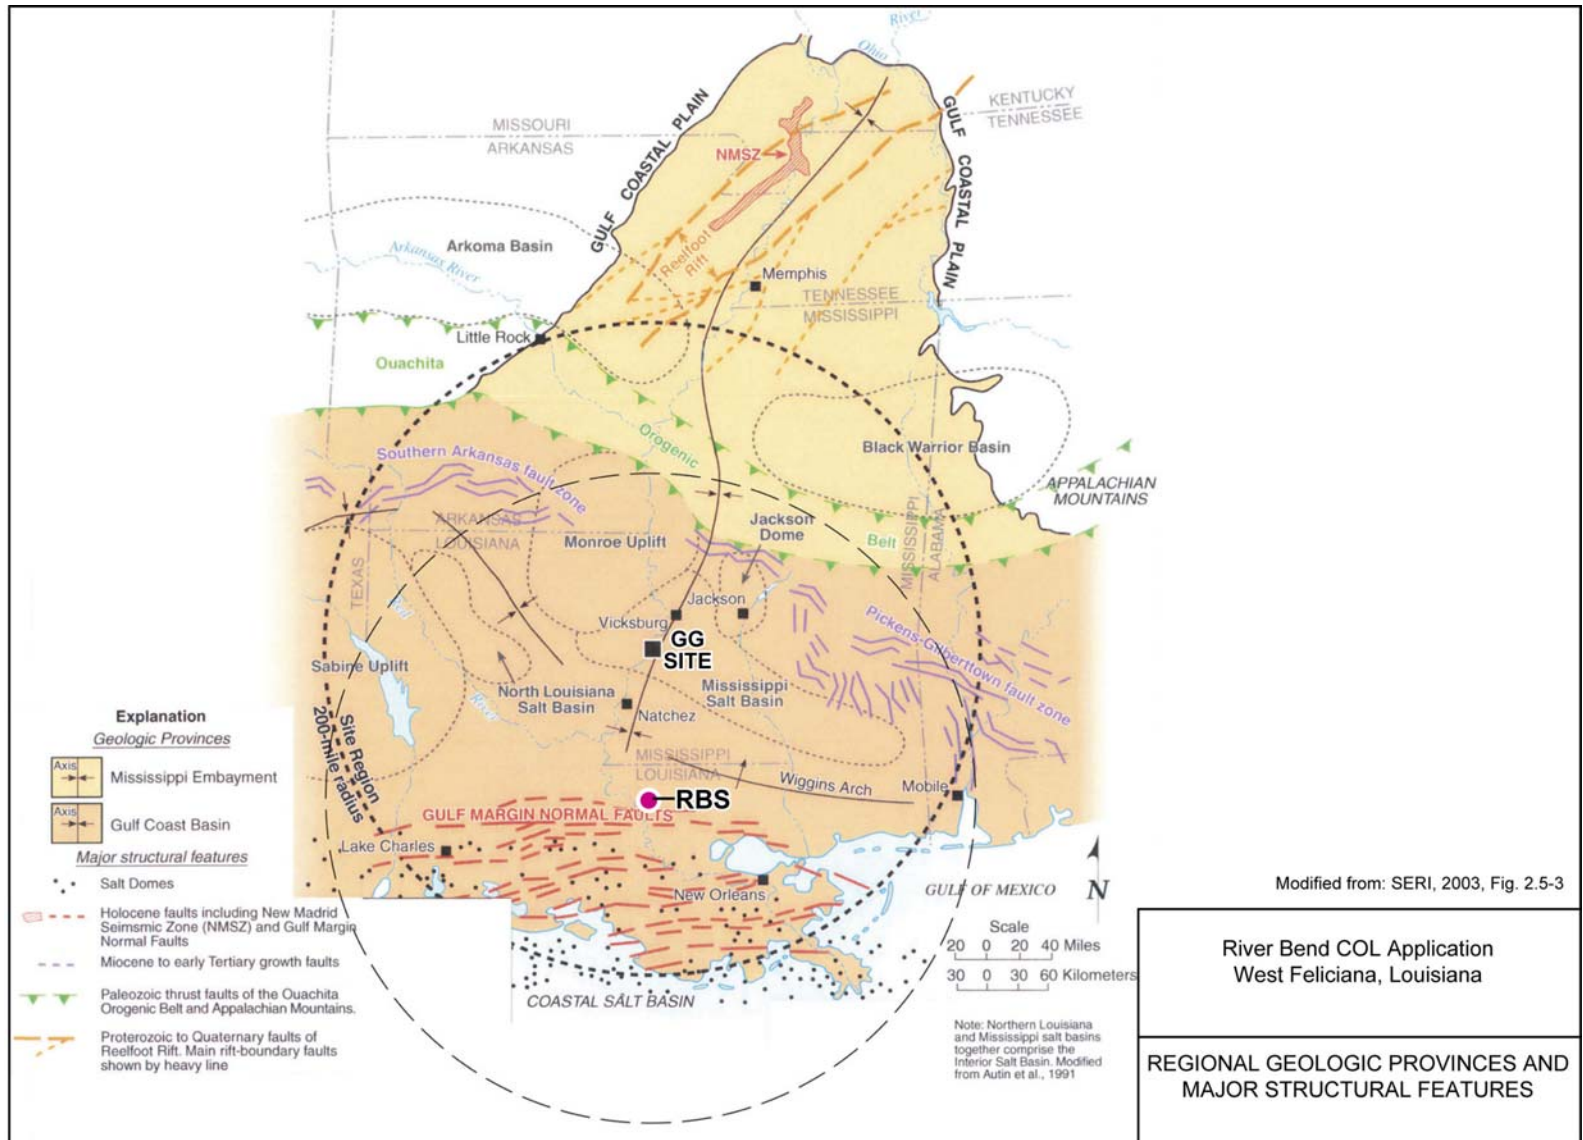 River
Ohio
KENTUCKY
TENNESSEE
GULF COASTAL PLAIN
GULF COASTAL PLAIN
MISSOURI
ARKANSAS
NMSZ
Arkoma Basin
Arkansas River
Reelfoot
Rift
Memphis
TENNESSEE
MISSISSIPPI
Little Rock
Ouachita
Orogenic
Black Warrior Basin
Southern Arkansas fault zone
APPALACHIAN
MOUNTAINS
ARKANSAS
LOUISIANA
Monroe Uplift
Jackson
Dome
Belt
MISSISSIPPI
ALABAMA
TEXAS
Red
Jackson
Vicksburg
GG
SITE
Pickens-Gilberttown fault zone
Sabine Uplift
North Louisiana
Salt Basin
Mississippi
Salt Basin
River
Natchez
Site Region
200-mile radius
MISSISSIPPI
LOUISIANA
Wiggins Arch
Mobile
RBS
GULF MARGIN NORMAL FAULTS
Lake Charles
New Orleans
GULF OF MEXICO
N
COASTAL SALT BASIN
Explanation
Geologic Provinces
Axis
Mississippi Embayment
Axis
Gulf Coast Basin
Major structural features
Salt Domes
Holocene faults including New Madrid
Seimsmic Zone (NMSZ) and Gulf Margin
Normal Faults
Miocene to early Tertiary growth faults
Paleozoic thrust faults of the Ouachita
Orogenic Belt and Appalachian Mountains.
Proterozoic to Quaternary faults of
Reelfoot Rift. Main rift-boundary faults
shown by heavy line
Scale
20 0 20 40 Miles
30 0 30 60 Kilometers
Note: Northern Louisiana
and Mississippi salt basins
together comprise the
Interior Salt Basin. Modified
from Autin et al., 1991
Modified from: SERI, 2003, Fig. 2.5-3
River Bend COL Application
West Feliciana, Louisiana
REGIONAL GEOLOGIC PROVINCES AND
MAJOR STRUCTURAL FEATURES